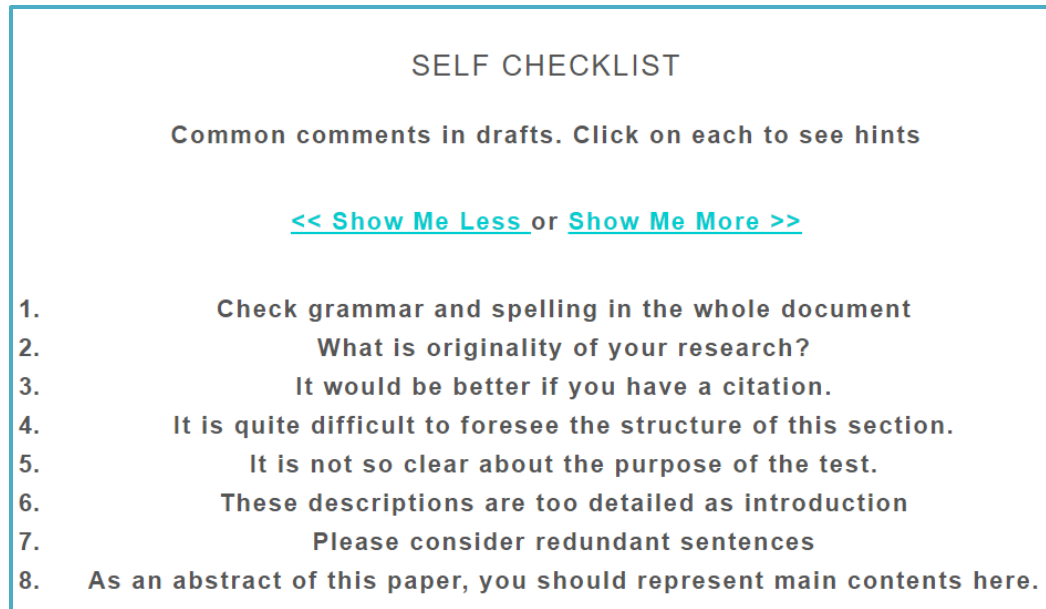 SELF CHECKLIST
Common comments in drafts. Click on each to see hints
<< Show Me Less or Show Me More >>
1. Check grammar and spelling in the whole document
2. What is originality of your research?
3. It would be better if you have a citation.
4. It is quite difficult to foresee the structure of this section.
5. It is not so clear about the purpose of the test.
6. These descriptions are too detailed as introduction
7. Please consider redundant sentences
8. As an abstract of this paper, you should represent main contents here.